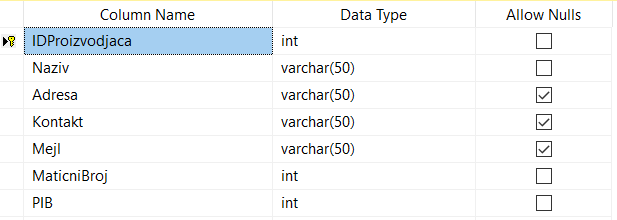 Column Name Data Type Allow Nulls
IDProizvodjaca int
Naziv varchar(50)
Adresa varchar(50)
Kontakt varchar(50)
Mejl varchar(50)
MaticniBroj int
PIB int